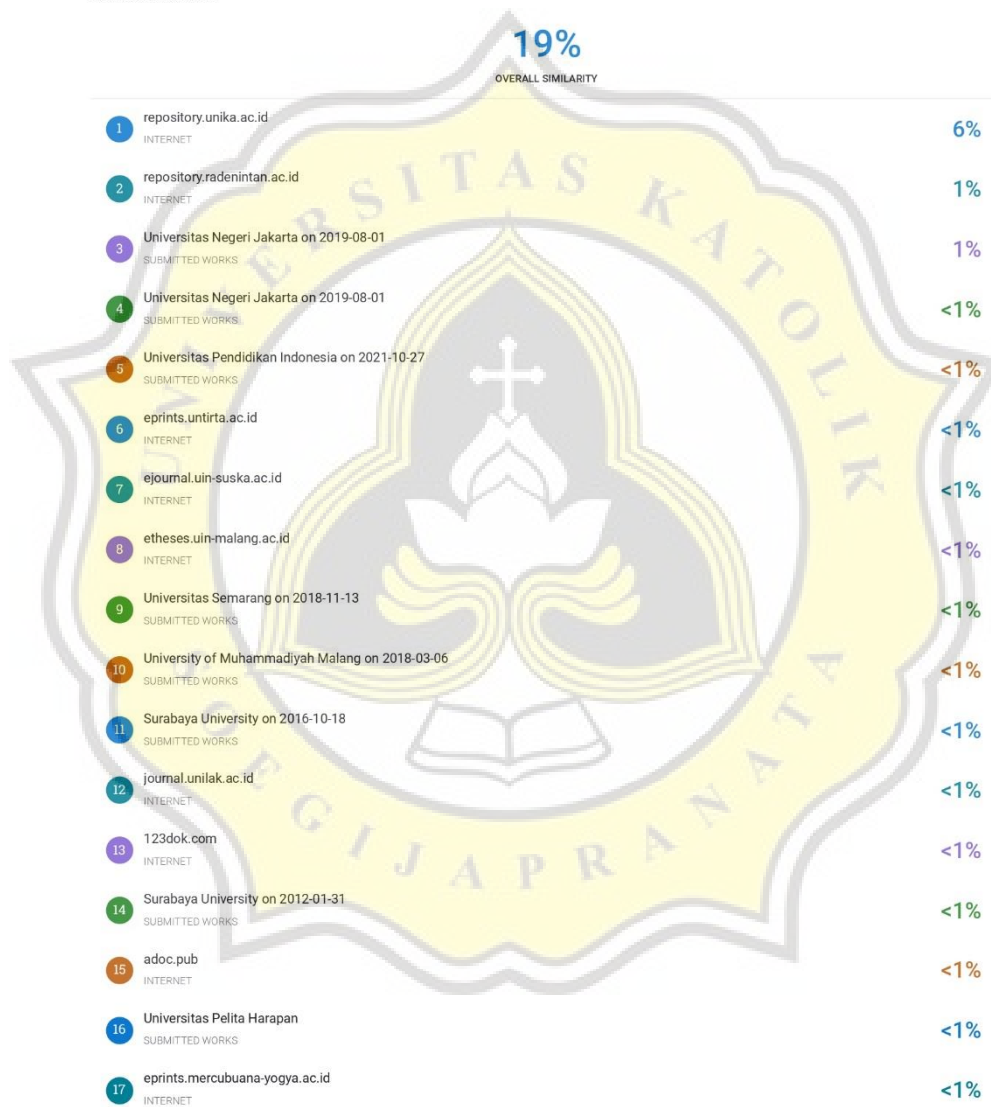 19%
OVERALL SIMILARITY
1 repository.unika.ac.id 6%
INTERNET
2 repository.radenintan.ac.id 1%
INTERNET
3 Universitas Negeri Jakarta on 2019-08-01 1%
SUBMITTED WORKS
4 Universitas Negeri Jakarta on 2019-08-01 <1%
SUBMITTED WORKS
5 Universitas Pendidikan Indonesia on 2021-10-27 <1%
SUBMITTED WORKS
6 eprints.untirta.ac.id <1%
INTERNET
7 ejournal.uin-suska.ac.id <1%
INTERNET
8 etheses.uin-malang.ac.id <1%
INTERNET
9 Universitas Semarang on 2018-11-13 <1%
SUBMITTED WORKS
10 University of Muhammadiyah Malang on 2018-03-06 <1%
SUBMITTED WORKS
11 Surabaya University on 2016-10-18 <1%
SUBMITTED WORKS
12 journal.unilak.ac.id <1%
INTERNET
13 123dok.com <1%
INTERNET
14 Surabaya University on 2012-01-31 <1%
SUBMITTED WORKS
15 adoc.pub <1%
INTERNET
16 Universitas Pelita Harapan <1%
SUBMITTED WORKS
17 eprints.mercubuana-yogya.ac.id <1%
INTERNET
UNIVERSITAS KATOLIK
SOEGIJAPRANATA